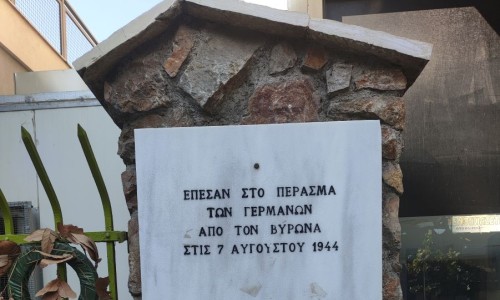 ΕΠΕΣΑΝ ΣΤΟ ΠΕΡΑΣΜΑ
ΤΩΝ ΓΕΡΜΑΝΩΝ
ΑΠΟ ΤΟΝ ΒΥΡΩΝΑ
ΣΤΙΣ 7 ΑΥΓΟΥΣΤΟΥ 1944